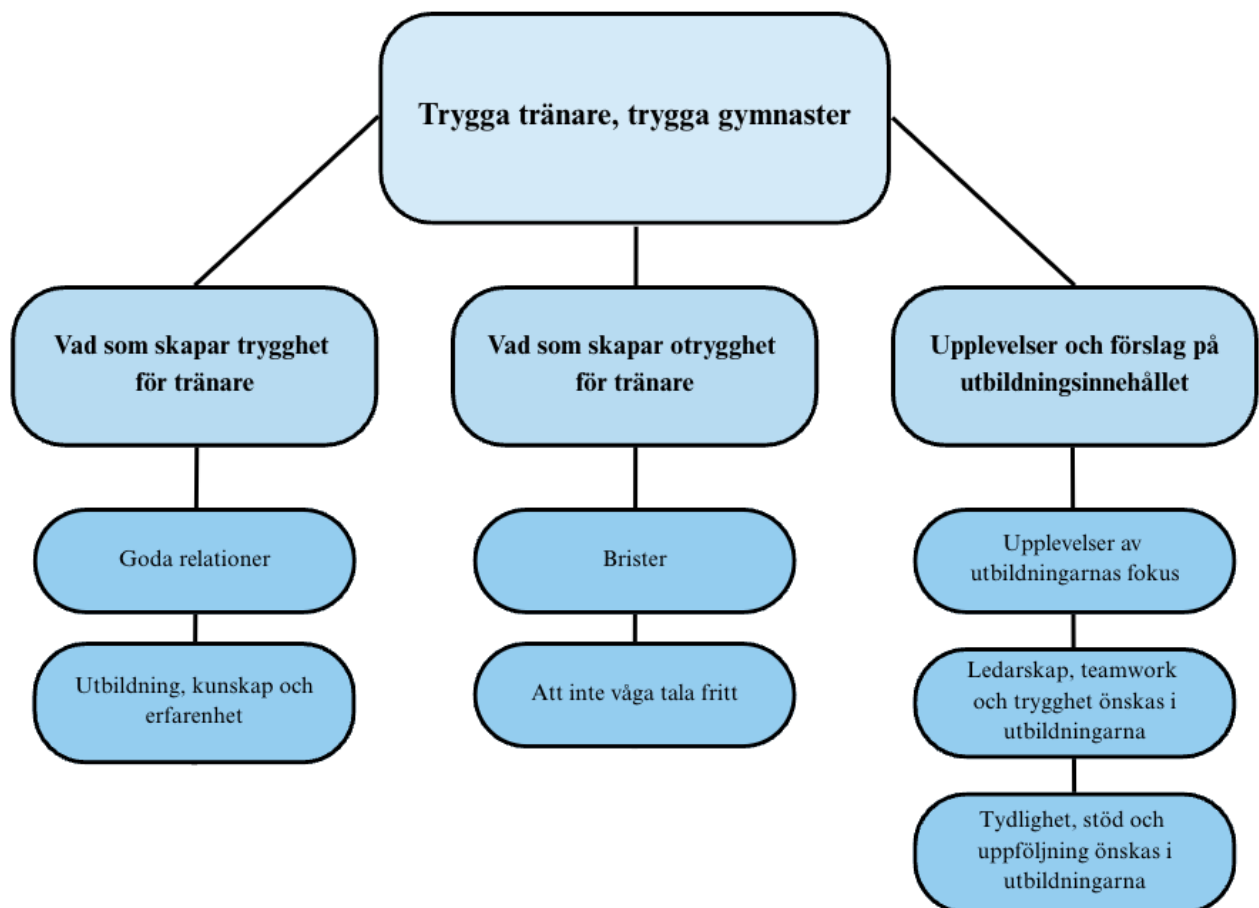 Trygga tränare, trygga gymnaster
Vad som skapar trygghet
för tränare
Vad som skapar otrygghet
för tränare
Upplevelser och förslag på
utbildningsinnehållet
Goda relationer
Utbildning, kunskap och
erfarenhet
Brister
Att inte våga tala fritt
Upplevelser av
utbildningarnas fokus
Ledarskap, teamwork
och trygghet önskas i
utbildningarna
Tydlighet, stöd och
uppföljning önskas i
utbildningarna